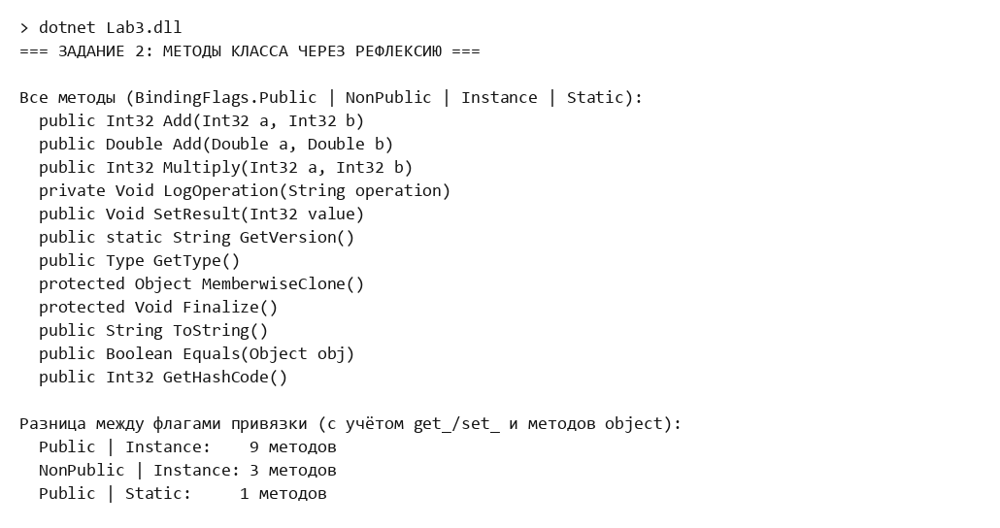 > dotnet Lab3.dll
=== ЗАДАНИЕ 2: МЕТОДЫ КЛАССА ЧЕРЕЗ РЕФЛЕКСИЮ ===
Все методы (BindingFlags.Public | NonPublic | Instance | Static):
public Int32 Add(Int32 a, Int32 b)
public Double Add(Double a, Double b)
public Int32 Multiply(Int32 a, Int32 b)
private Void LogOperation(String operation)
public Void SetResult(Int32 value)
public static String GetVersion()
public Type GetType()
protected Object MemberwiseClone()
protected Void Finalize()
public String ToString()
public Boolean Equals(Object obj)
public Int32 GetHashCode()
Разница между флагами привязки (с учётом get_/set_ и методов object):
Public | Instance:    9 методов
NonPublic | Instance: 3 методов
Public | Static:     1 методов